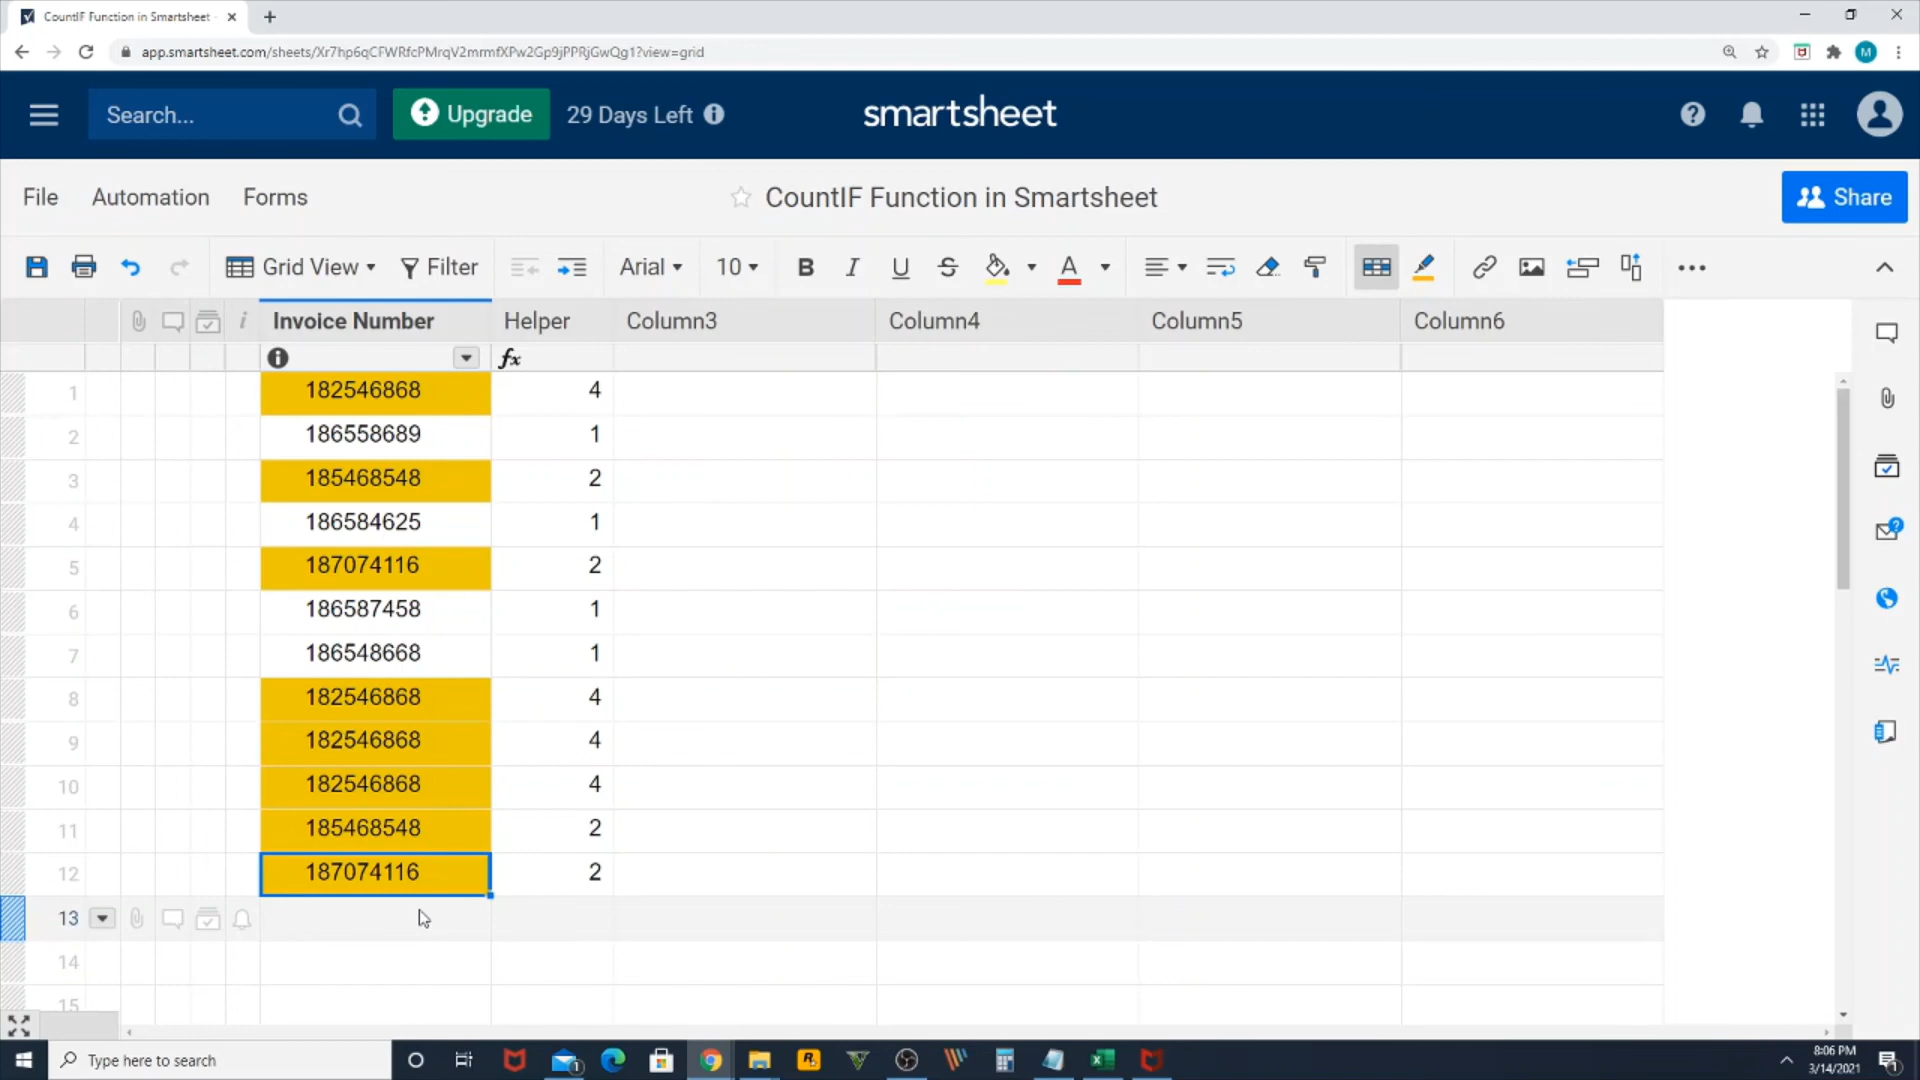 CountIF Function in Smartsheet
app.smartsheet.com/sheets/Xr7hp6qCFWRfcPMrqV2mrmfXPw2Gp9jPPRjGwQg1?view=grid
M
Search...
Upgrade
29 Days Left
smartsheet
File
Automation
Forms
CountIF Function in Smartsheet
Share
Grid View
Filter
Arial
10
B
I
U
S
A
Invoice Number
Helper
Column3
Column4
Column5
Column6
fx
1 182546868 4
2 186558689 1
3 185468548 2
4 186584625 1
5 187074116 2
6 186587458 1
7 186548668 1
8 182546868 4
9 182546868 4
10 182546868 4
11 185468548 2
12 187074116 2
13
14
15
Type here to search
1
8:06 PM
3/14/2021
1